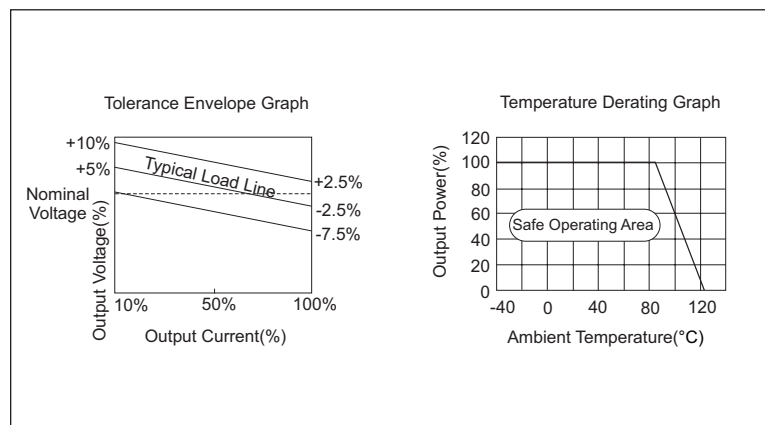 Tolerance Envelope Graph
+10%
+5%
Typical Load Line
Nominal
Voltage
+2.5%
-2.5%
-7.5%
Output Voltage(%)
10%
50%
100%
Output Current(%)
Temperature Derating Graph
120
100
80
60
40
20
0
Output Power(%)
Safe Operating Area
-40
0
40
80
120
Ambient Temperature(°C)